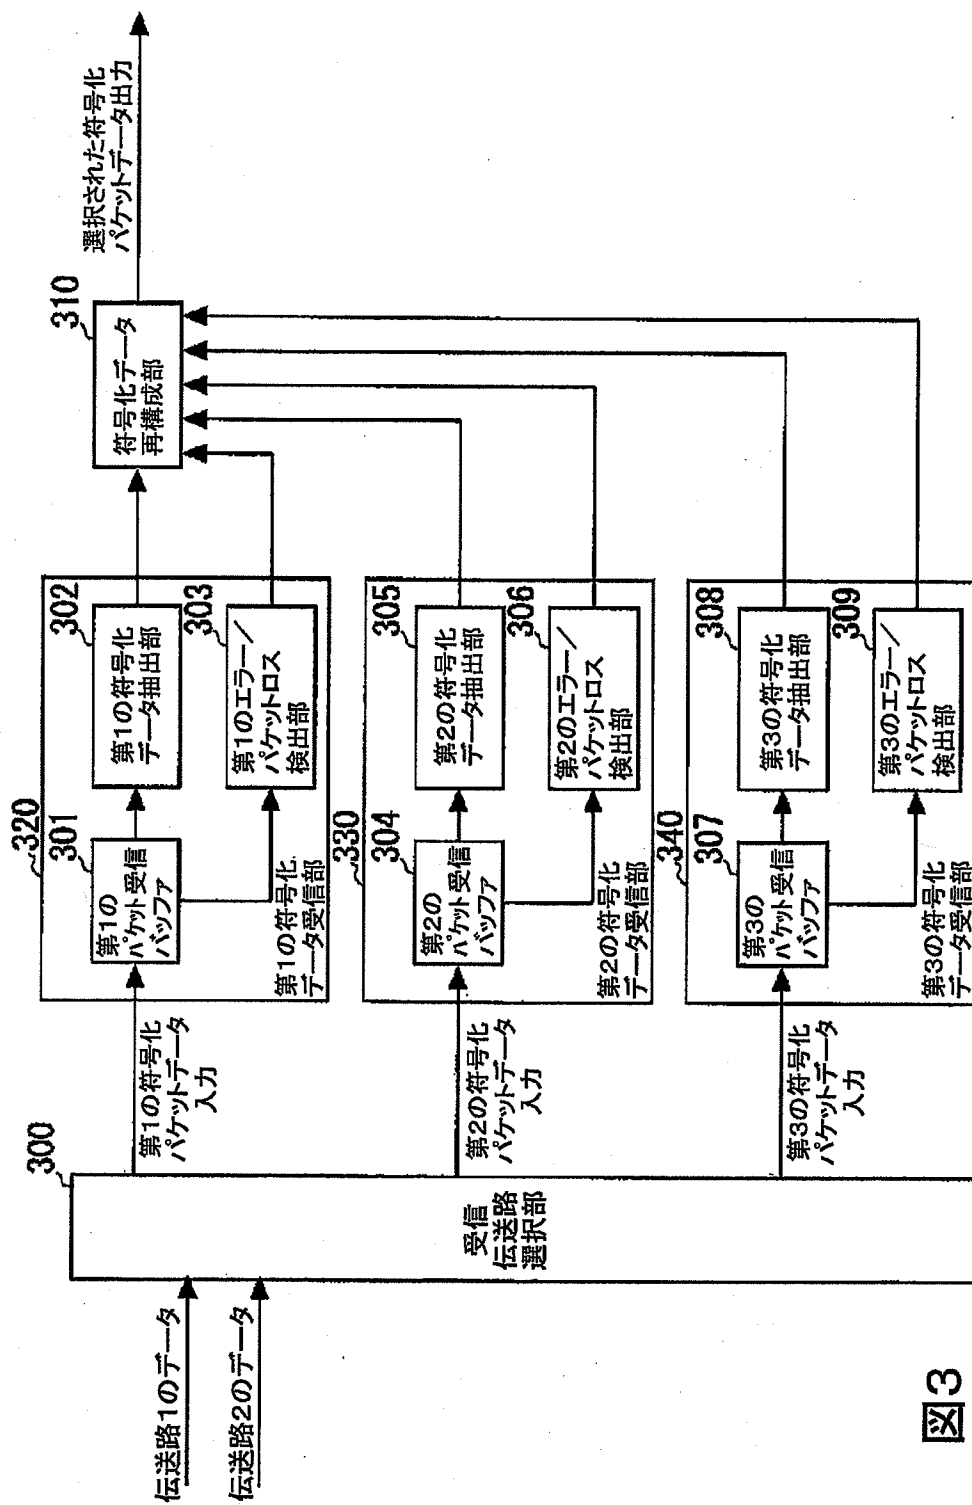 伝送路1のデータ
伝送路2のデータ
300
受信
伝送路
選択部
第1の符号化
パケットデータ
入力
第2の符号化
パケットデータ
入力
第3の符号化
パケットデータ
入力
320
301
第1の
パケット受信
バッファ
302
第1の符号化
データ抽出部
303
第1のエラー/
パケットロス
検出部
第1の符号化
データ受信部
330
304
第2の
パケット受信
バッファ
305
第2の符号化
データ抽出部
306
第2のエラー/
パケットロス
検出部
第2の符号化
データ受信部
340
307
第3の
パケット受信
バッファ
308
第3の符号化
データ抽出部
309
第3のエラー/
パケットロス
検出部
第3の符号化
データ受信部
310
符号化データ
再構成部
選択された符号化
パケットデータ出力
図3